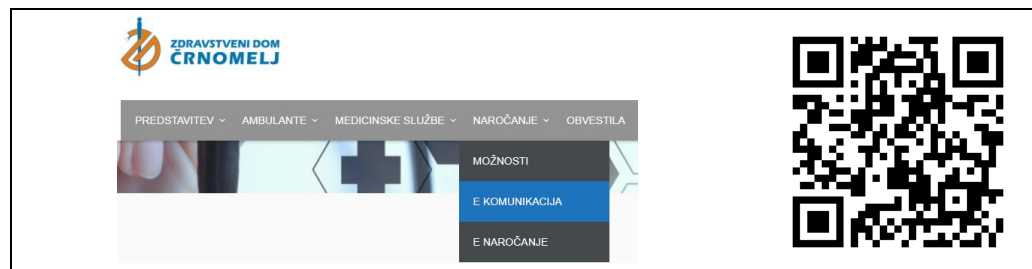 ZDRAVSTVENI DOM
ČRNOMELJ
PREDSTAVITEV AMBULANTE MEDICINSKE SLUŽBE NAROČANJE OBVESTILA
MOŽNOSTI
E KOMUNIKACIJA
E NAROČANJE